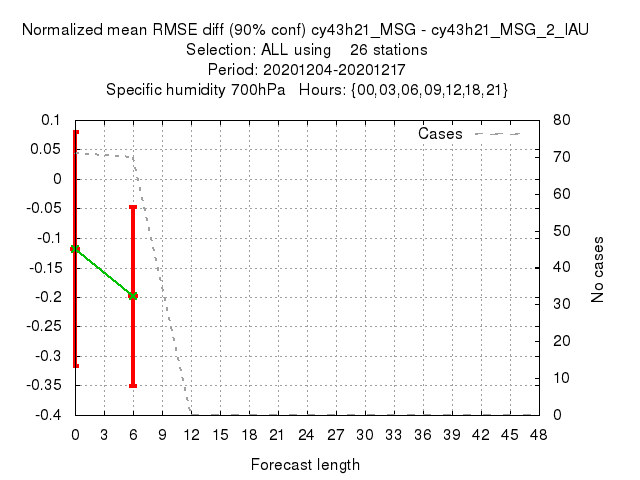 Normalized mean RMSE diff (90% conf) cy43h21_MSG - cy43h21_MSG_2_IAU
Selection: ALL using    26 stations
Period: 20201204-20201217
Specific humidity 700hPa   Hours: {00,03,06,09,12,18,21}
0.1
0.05
0
-0.05
-0.1
-0.15
-0.2
-0.25
-0.3
-0.35
-0.4
Cases
80
70
60
50
40
30
20
10
0
No cases
0 3 6 9 12 15 18 21 24 27 30 33 36 39 42 45 48
Forecast length